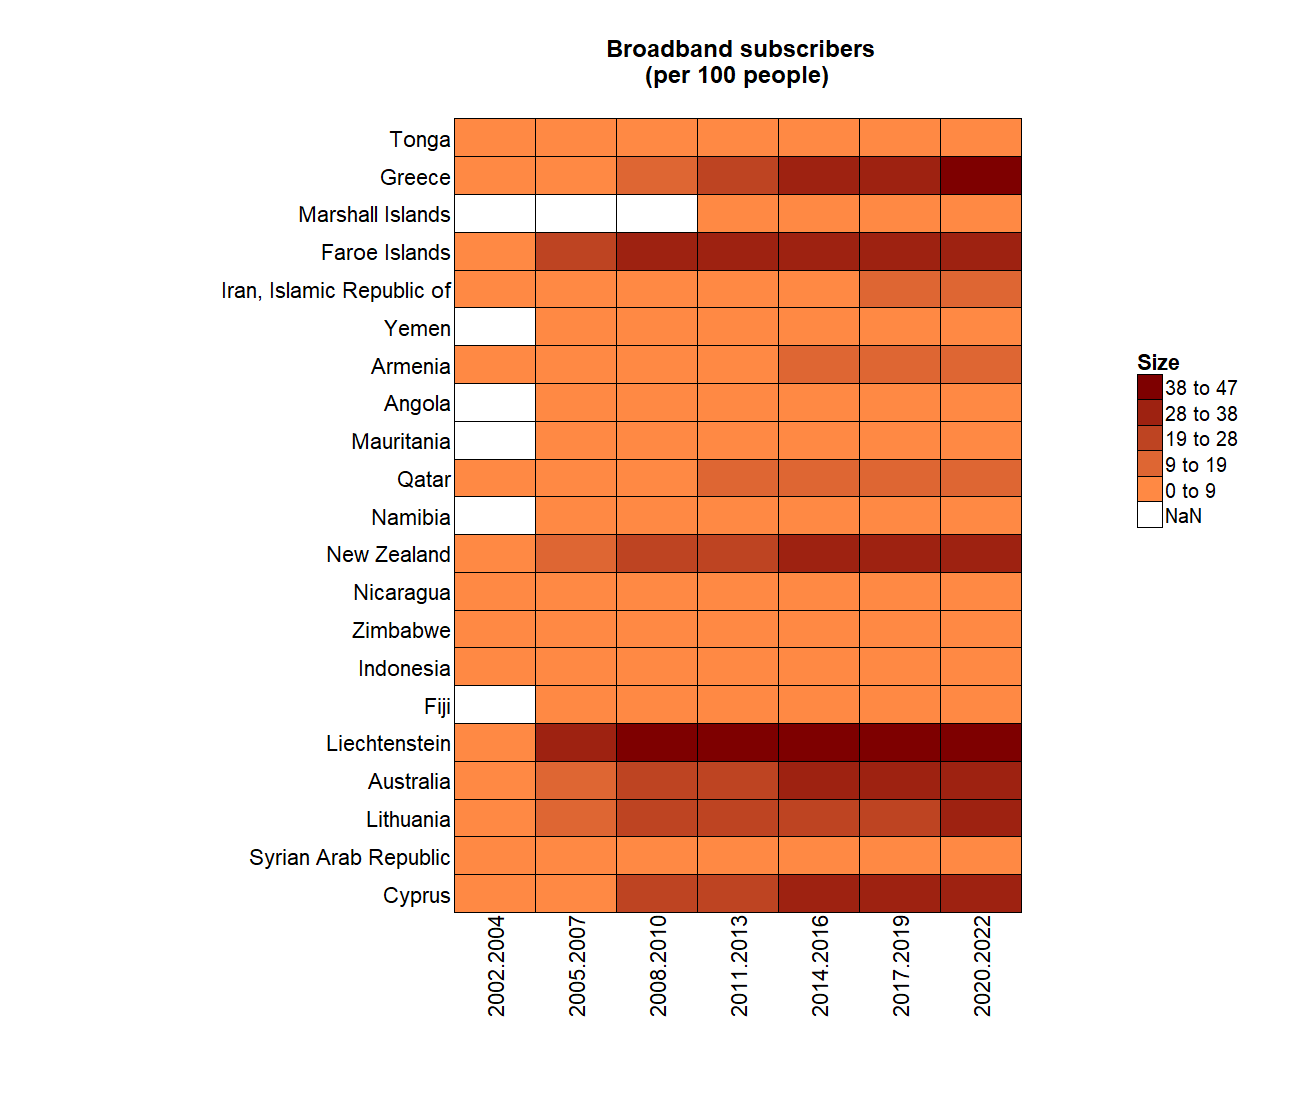 Broadband subscribers
(per 100 people)
Tonga
Greece
Marshall Islands
Faroe Islands
Iran, Islamic Republic of
Yemen
Armenia
Angola
Mauritania
Qatar
Namibia
New Zealand
Nicaragua
Zimbabwe
Indonesia
Fiji
Liechtenstein
Australia
Lithuania
Syrian Arab Republic
Cyprus
2002.2004
2005.2007
2008.2010
2011.2013
2014.2016
2017.2019
2020.2022
Size
38 to 47
28 to 38
19 to 28
9 to 19
0 to 9
NaN